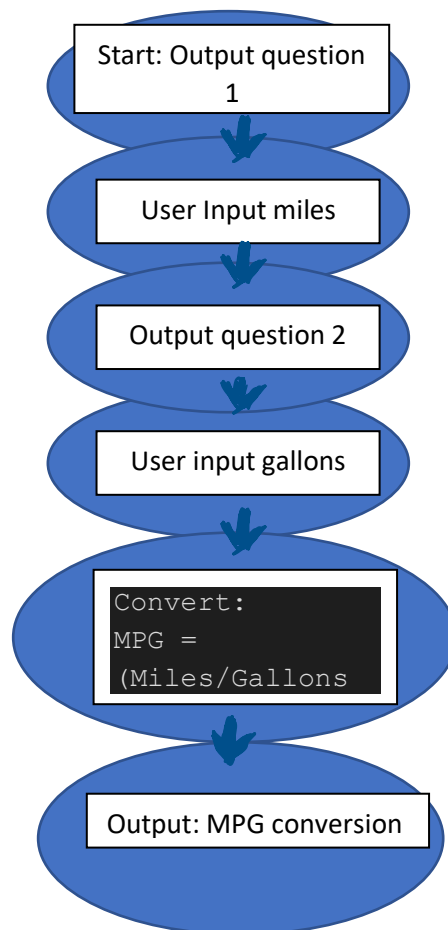 Start: Output question
1
User Input miles
Output question 2
User input gallons
Convert:
MPG =
(Miles/Gallons
Output: MPG conversion